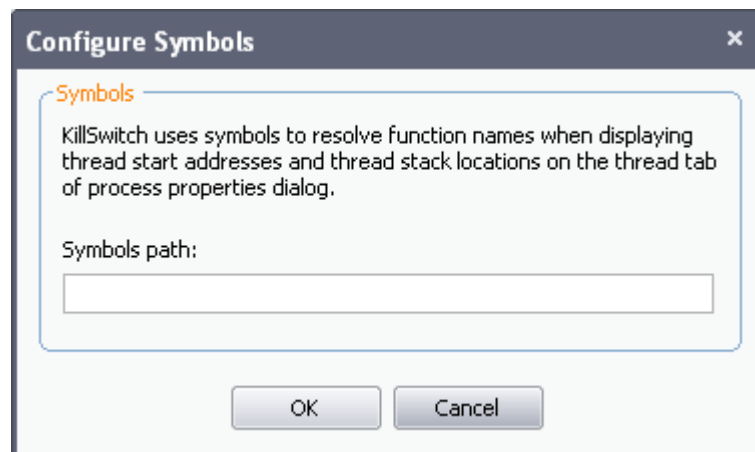 Configure Symbols
Symbols
KillSwitch uses symbols to resolve function names when displaying
thread start addresses and thread stack locations on the thread tab
of process properties dialog.
Symbols path:
OK
Cancel